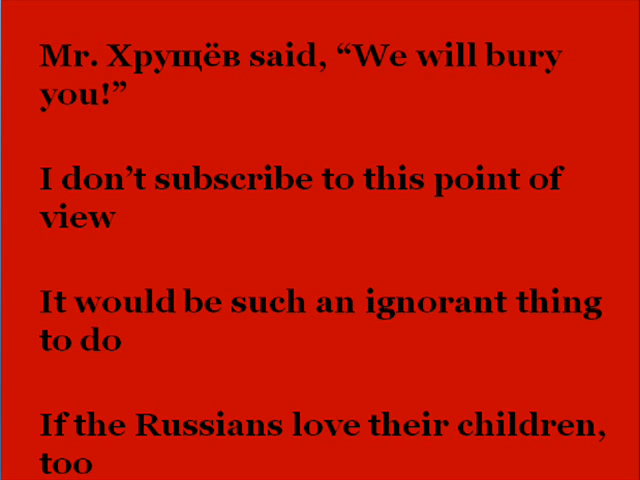 Mr. Хрущёв said, “We will bury
you!”
I don’t subscribe to this point of
view
It would be such an ignorant thing
to do
If the Russians love their children,
too